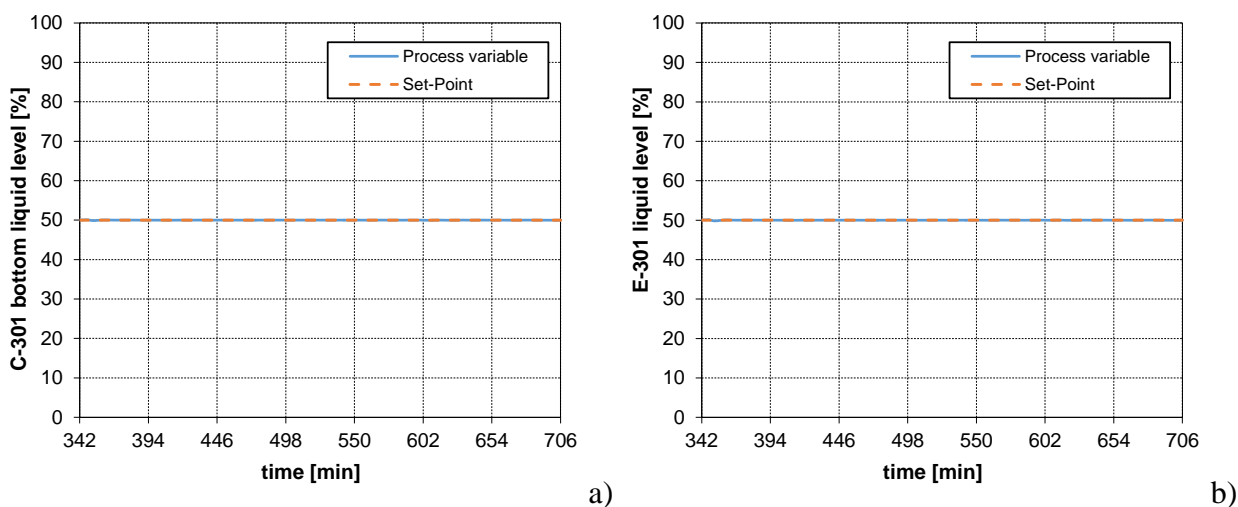 C-301 bottom liquid level [%]
100
90
80
70
60
50
40
30
20
10
0
Process variable
Set-Point
342 394 446 498 550 602 654 706
time [min]
a)
E-301 liquid level [%]
100
90
80
70
60
50
40
30
20
10
0
Process variable
Set-Point
342 394 446 498 550 602 654 706
time [min]
b)